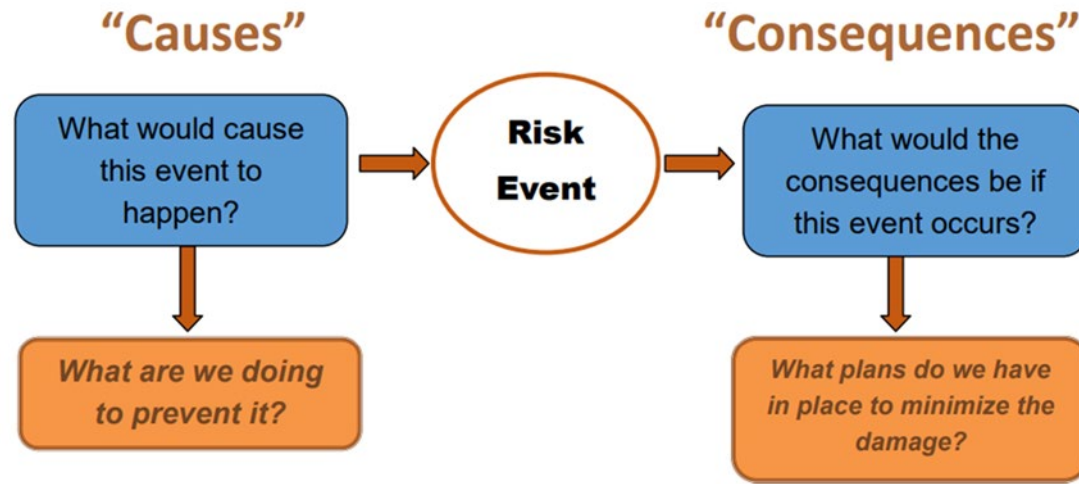 “Causes”
“Consequences”
What would cause
this event to
happen?
Risk
Event
What would the
consequences be if
this event occurs?
What are we doing
to prevent it?
What plans do we have
in place to minimize the
damage?